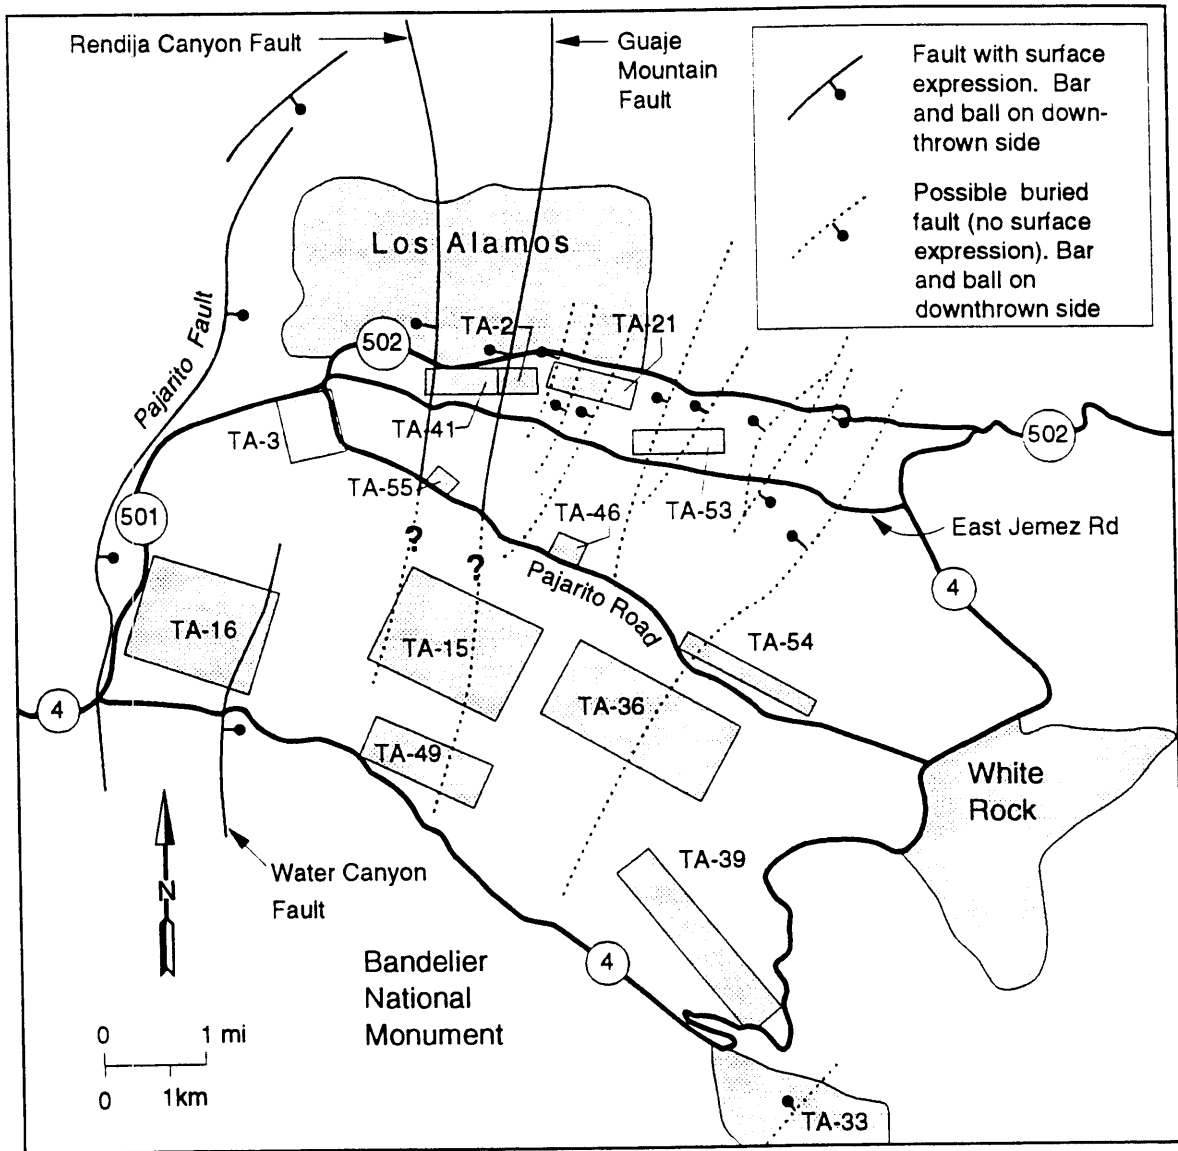 Rendija Canyon Fault
Guaje
Mountain
Fault
Fault with surface
expression. Bar
and ball on down-
thrown side
Possible buried
fault (no surface
expression). Bar
and ball on
downthrown side
Los Alamos
Pajarito Fault
502
TA-2
TA-21
TA-3
TA-41
502
TA-55
TA-46
TA-53
501
East Jemez Rd
?
?
Pajarito Road
4
TA-16
TA-15
TA-54
TA-36
4
TA-49
White
Rock
TA-39
Water Canyon
Fault
N
4
Bandelier
National
Monument
0 1 mi
0 1km
TA-33